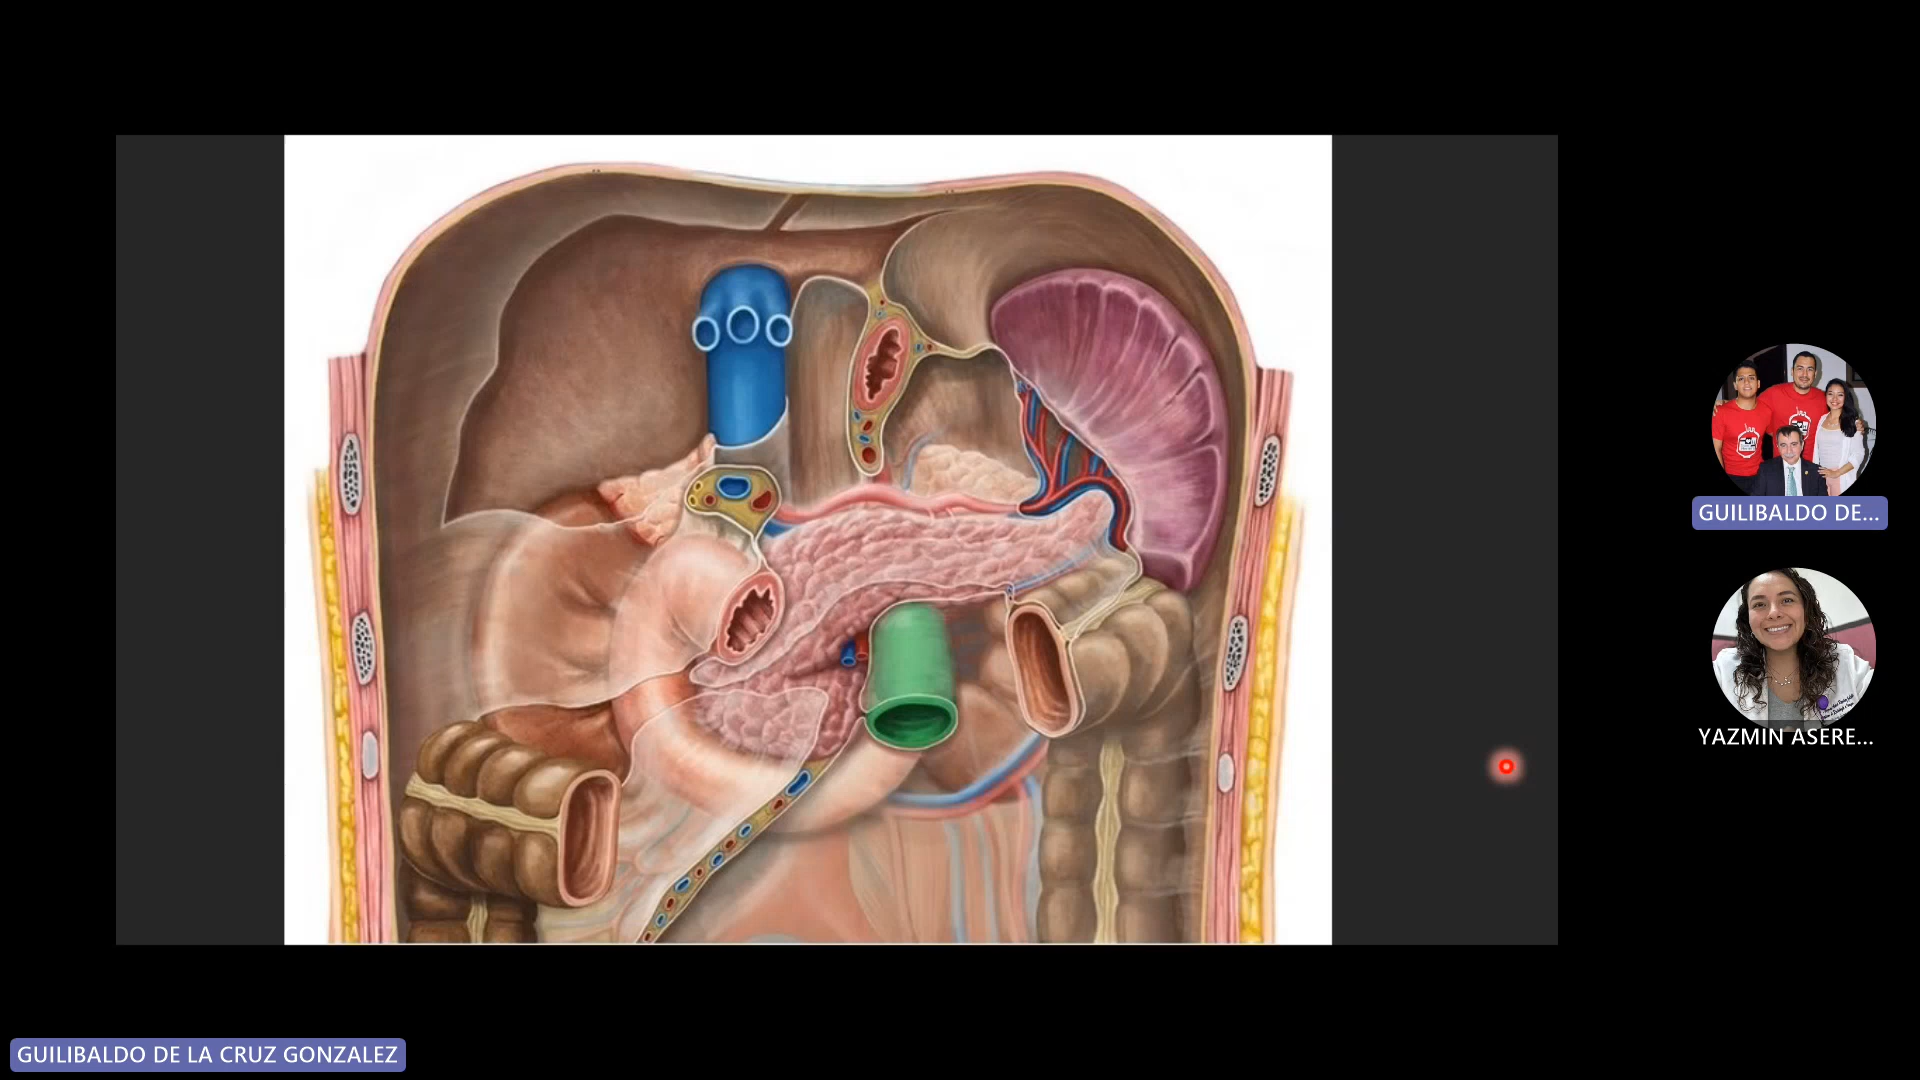 GUILIBALDO DE...
YAZMIN ASERE...
GUILIBALDO DE LA CRUZ GONZALEZ